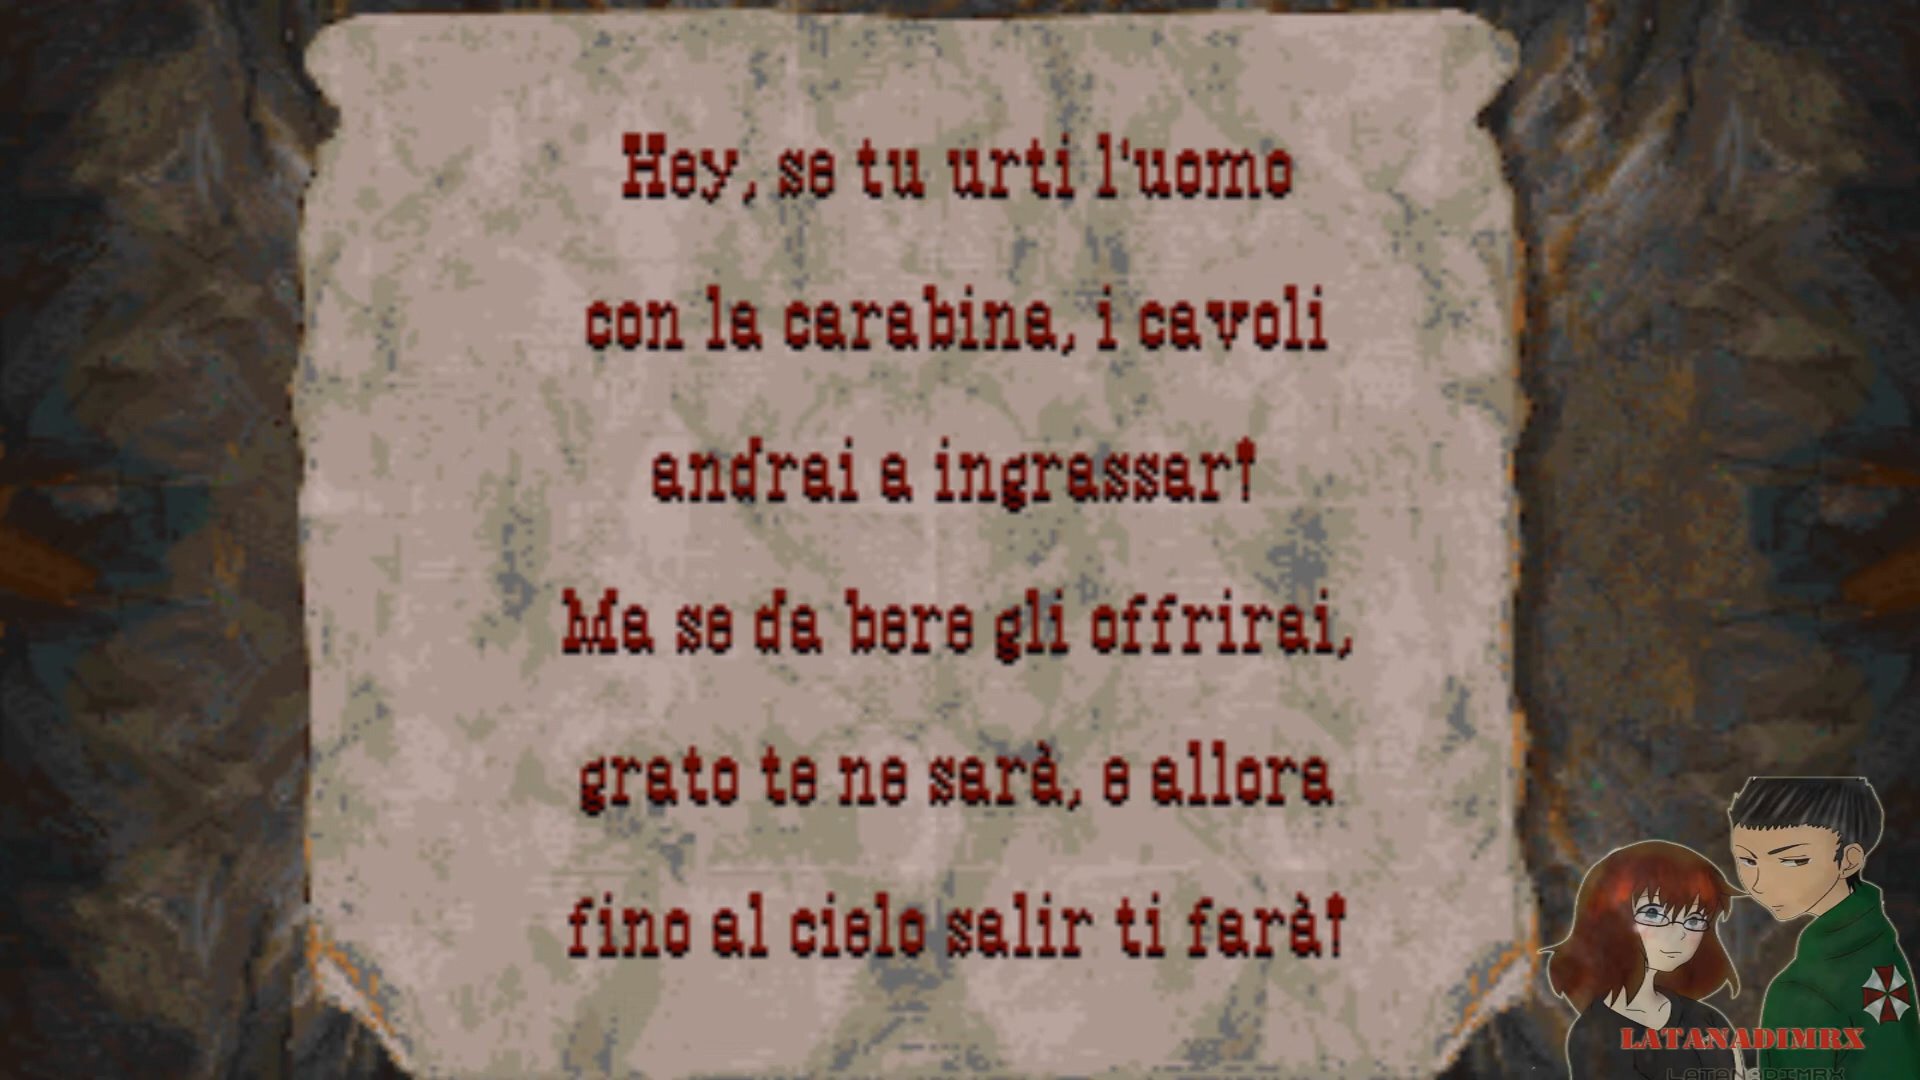 Hey, se tu urti l'uomo
con la carabina, i cavoli
andrai a ingrassar!
Ma se da bere gli offrirai,
grato te ne sarà, e allora
fino al cielo salir ti farà!
LATANADIMRX
LATANADIMRX